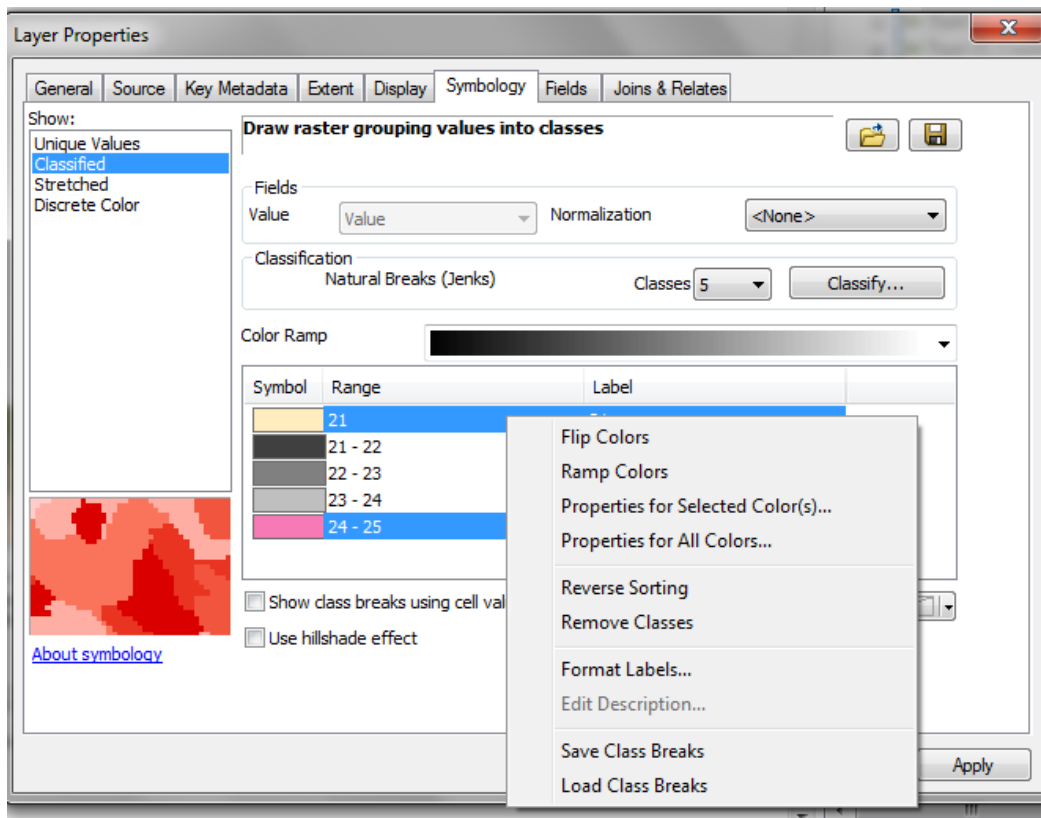 Layer Properties
General Source Key Metadata Extent Display Symbology Fields Joins & Relates
Show:
Unique Values
Classified
Stretched
Discrete Color
Draw raster grouping values into classes
Fields
Value Value Normalization <None>
Classification
Natural Breaks (Jenks) Classes 5 Classify...
Color Ramp
Symbol Range Label
21
21 - 22
22 - 23
23 - 24
24 - 25
Show class breaks using cell
Use hillshade effect
About symbology
Flip Colors
Ramp Colors
Properties for Selected Color(s)...
Properties for All Colors...
Reverse Sorting
Remove Classes
Format Labels...
Edit Description...
Save Class Breaks
Load Class Breaks
Apply